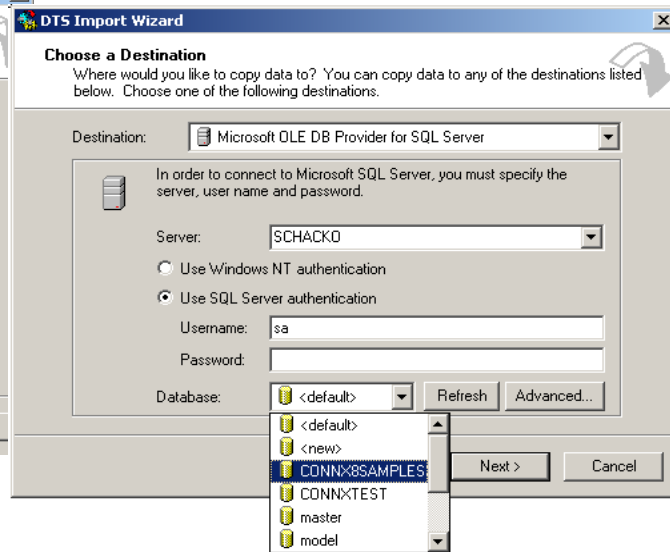 DTS Import Wizard
Choose a Destination
Where would you like to copy data to? You can copy data to any of the destinations listed
below. Choose one of the following destinations.
Destination: Microsoft OLE DB Provider for SQL Server
In order to connect to Microsoft SQL Server, you must specify the
server, user name and password.
Server: SCHACKO
Use Windows NT authentication
Use SQL Server authentication
Username: sa
Password:
Database: <default> Refresh Advanced...
<default>
<new>
CONNX8SAMPLES
Next > Cancel
CONNXTEST
master
model